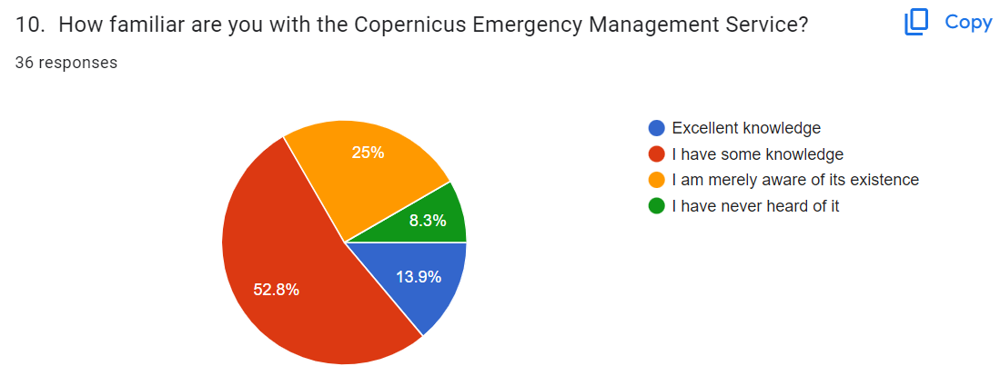 10. How familiar are you with the Copernicus Emergency Management Service?
Copy
36 responses
25%
8.3%
13.9%
52.8%
Excellent knowledge
I have some knowledge
I am merely aware of its existence
I have never heard of it